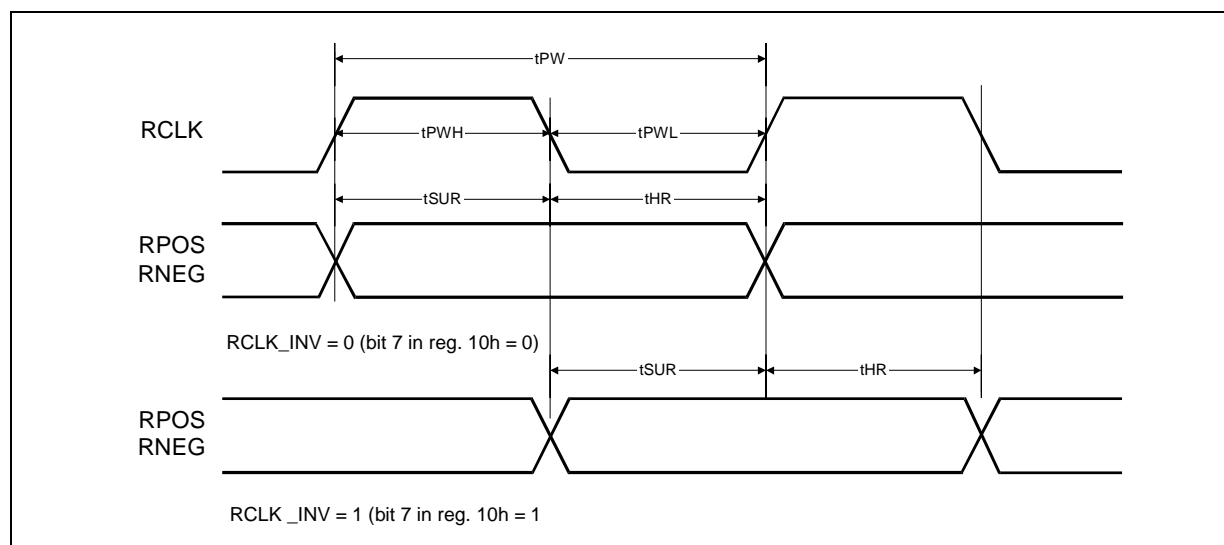 tPW
RCLK
tPWH
tPWL
tSUR
tHR
RPOS
RNEG
RCLK_INV = 0 (bit 7 in reg. 10h = 0)
tSUR
tHR
RPOS
RNEG
RCLK _INV = 1 (bit 7 in reg. 10h = 1